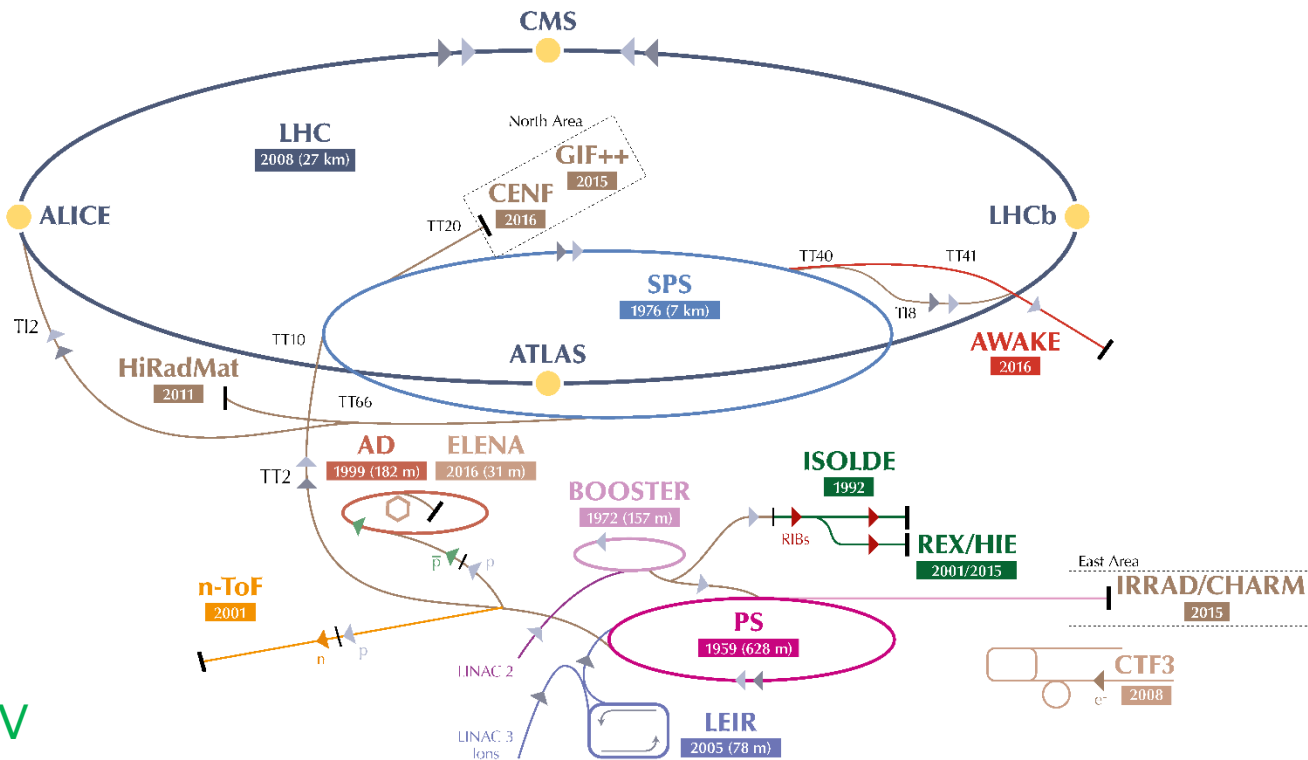 CMS
North Area
LHC
2008 (27 km)
GIF++
2015
CENF
2016
ALICE
LHCb
TT20
TT40
TT41
SPS
1976 (7 km)
TI8
TI2
TT10
ATLAS
AWAKE
2016
HiRadMat
2011
TT66
AD
1999 (182 m)
ELENA
2016 (31 m)
TT2
ISOLDE
1992
BOOSTER
1972 (157 m)
RIBs
REX/HIE
2001/2015
p̅
p
East Area
IRRAD/CHARM
2015
n-ToF
2001
n
p
PS
1959 (628 m)
LINAC 2
CTF3
2008
e-
LEIR
2005 (78 m)
LINAC 3
Ions
V